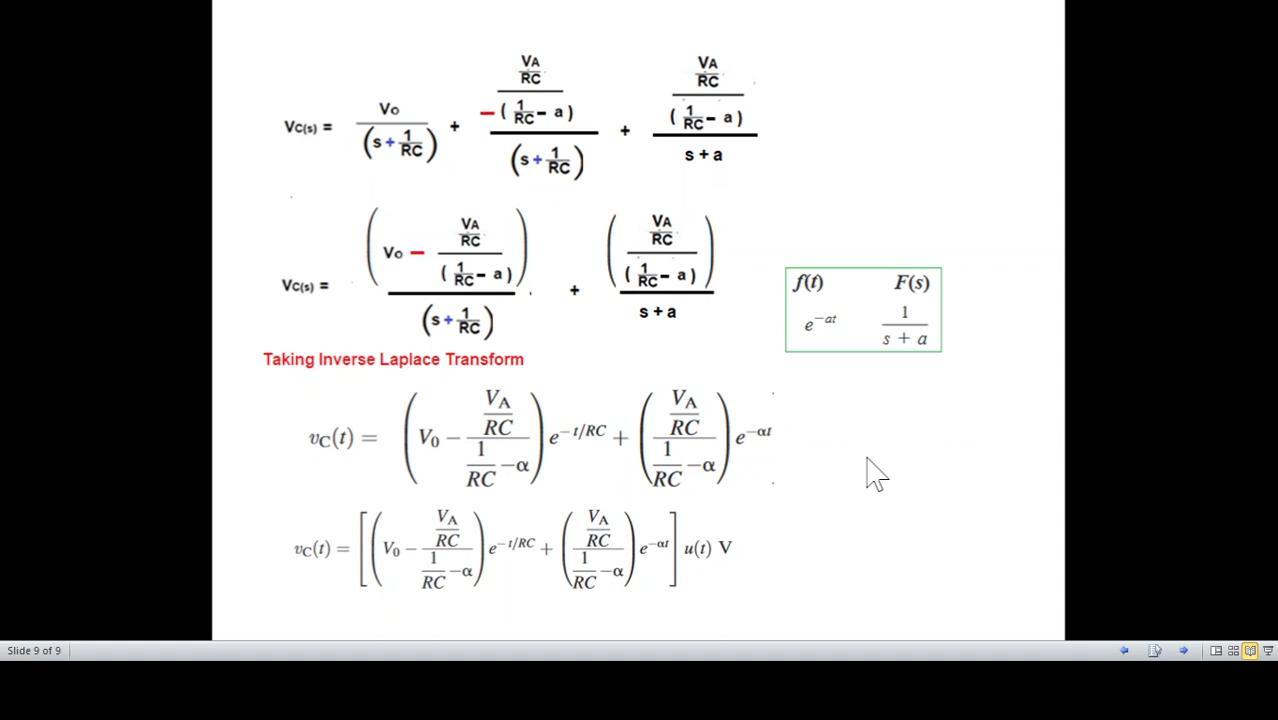 Vc(s) = Vo / (s + 1/RC) + (VA/RC / −(1/RC − a)) / (s + 1/RC) + (VA/RC / (1/RC − a)) / s + a
Vc(s) = (Vo − VA/RC / (1/RC − a)) / (s + 1/RC) + (VA/RC / (1/RC − a)) / s + a
f(t) F(s)
e^−at 1 / s + a
Taking Inverse Laplace Transform
vC(t) = (V0 − VA/RC / 1/RC −α) e^−t/RC + (VA/RC / 1/RC −α) e^−αt
vC(t) = [(V0 − VA/RC / 1/RC −α) e^−t/RC + (VA/RC / 1/RC −α) e^−αt] u(t) V
Slide 9 of 9